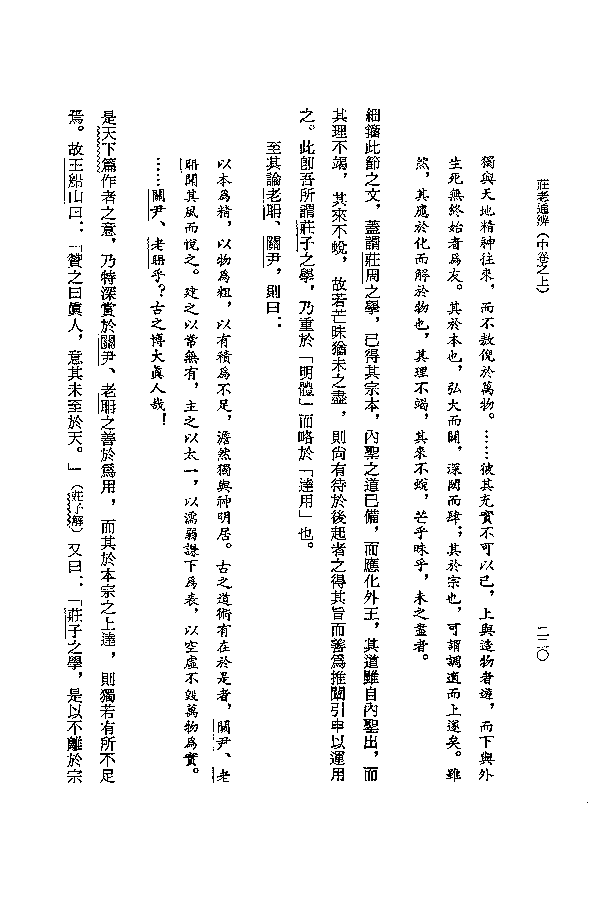 莊老通辨（中卷之上）
二二〇
獨與天地精神往來，而不敖倪於萬物。……彼其充實不可以已，上與造物者遊，而下與外
生死無終始者爲友。其於本也，弘大而闢，深閎而肆；其於宗也，可謂調適而上遂矣。雖
然，其應於化而解於物也，其理不竭，其來不蛻，芒乎昧乎，未之盡者。
細籀此節之文，蓋謂莊周之學，已得其宗本，內聖之道已備，而應化外王，其道雖自內聖出，而
其理不竭，其來不蛻，故若芒昧猶未之盡，則尚有待於後起者之得其旨而善爲推闡引申以運用
之。此卽吾所謂莊子之學，乃重於「明體」而略於「達用」也。
至其論老聃、關尹，則曰：
以本爲精，以物爲粗，以有積爲不足，澹然獨與神明居。古之道術有在於是者，關尹、老
聃聞其風而悅之。建之以常無有，主之以太一，以濡弱謙下爲表，以空虛不毀萬物爲實。
……關尹、老聃乎？古之博大眞人哉！
是天下篇作者之意，乃特深賞於關尹、老聃之善於爲用，而其於本宗之上達，則獨若有所不足
焉。故王船山曰：「贊之曰眞人，意其未至於天。」（莊子解）又曰：「莊子之學，是以不離於宗